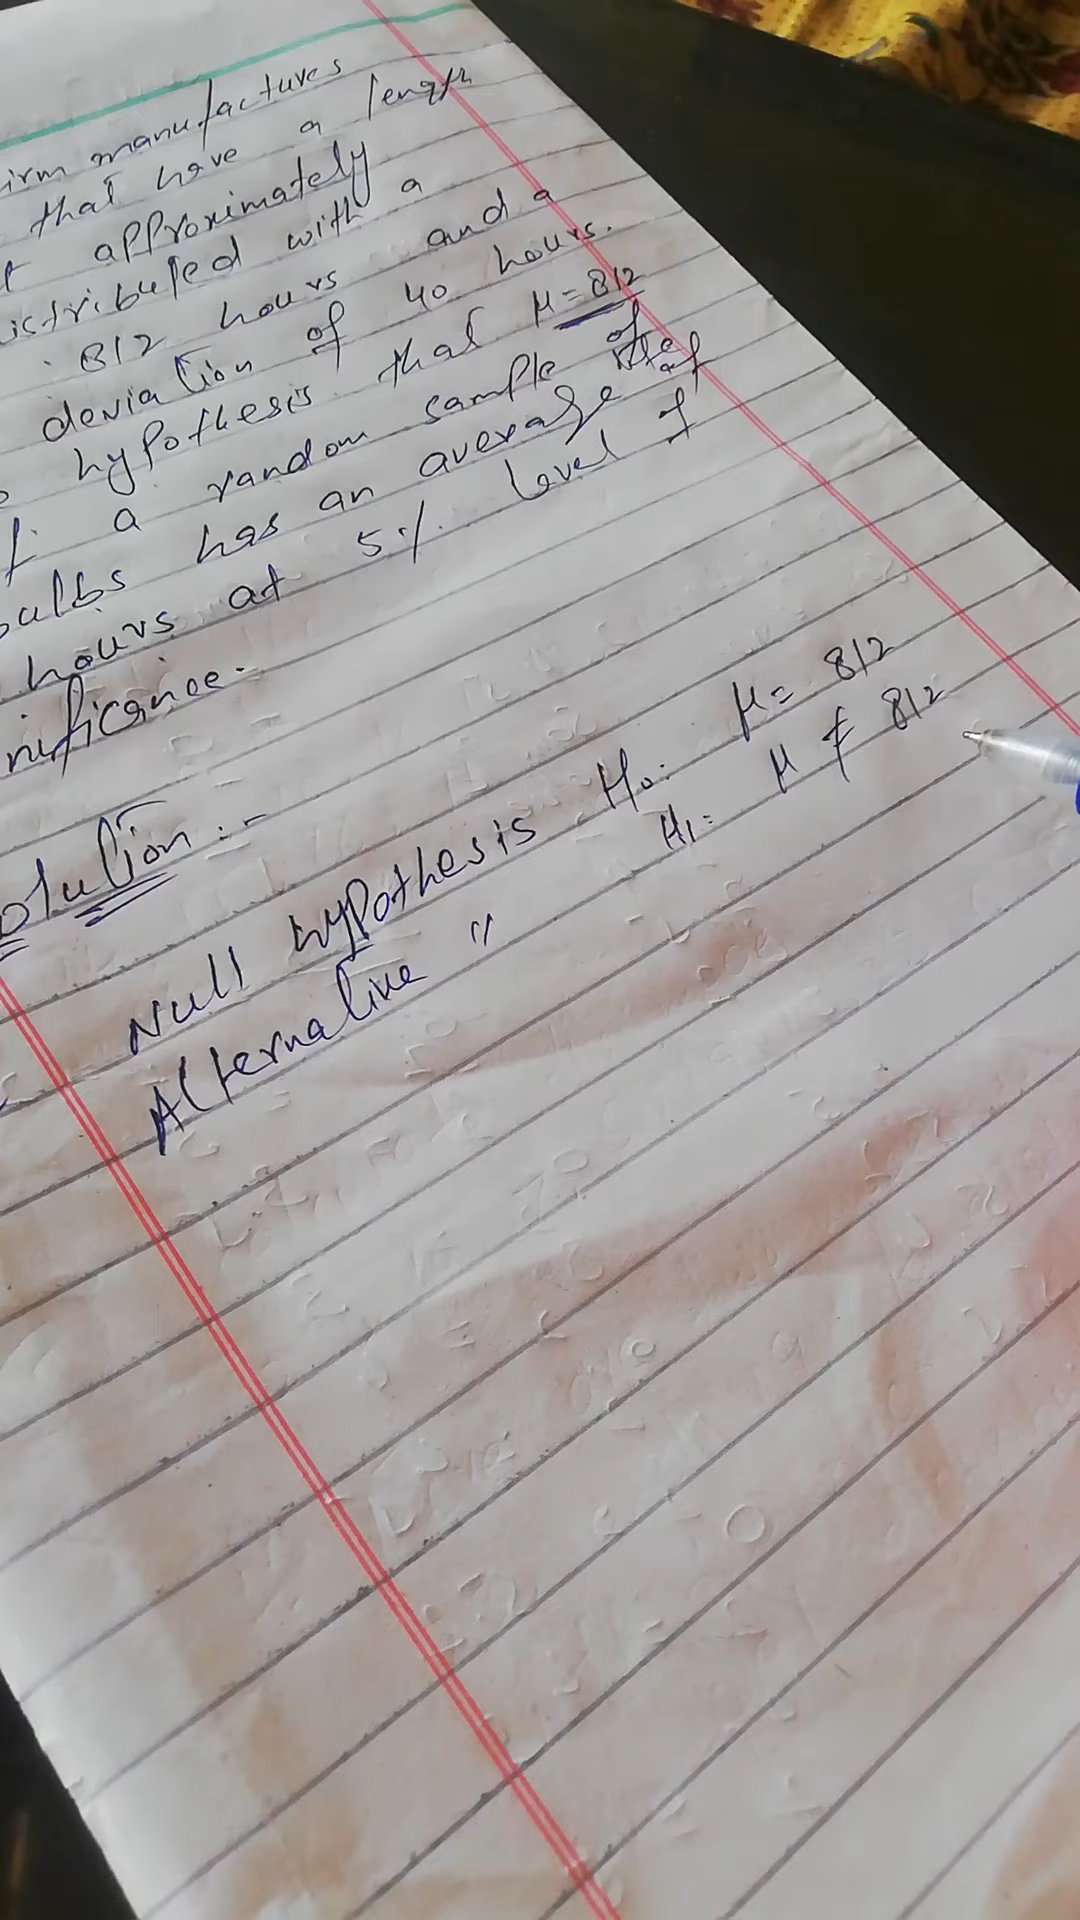 irm manufactures
that have a length
approximately
istributed with a
812 hours and a
deviation of 40 hours.
hypothesis that μ=812
a random sample of
bulbs has an average
hours at 5% level of
nificance.
olution :-
Null hypothesis H₀: μ = 812
Alternative " H₁: μ ≠ 812